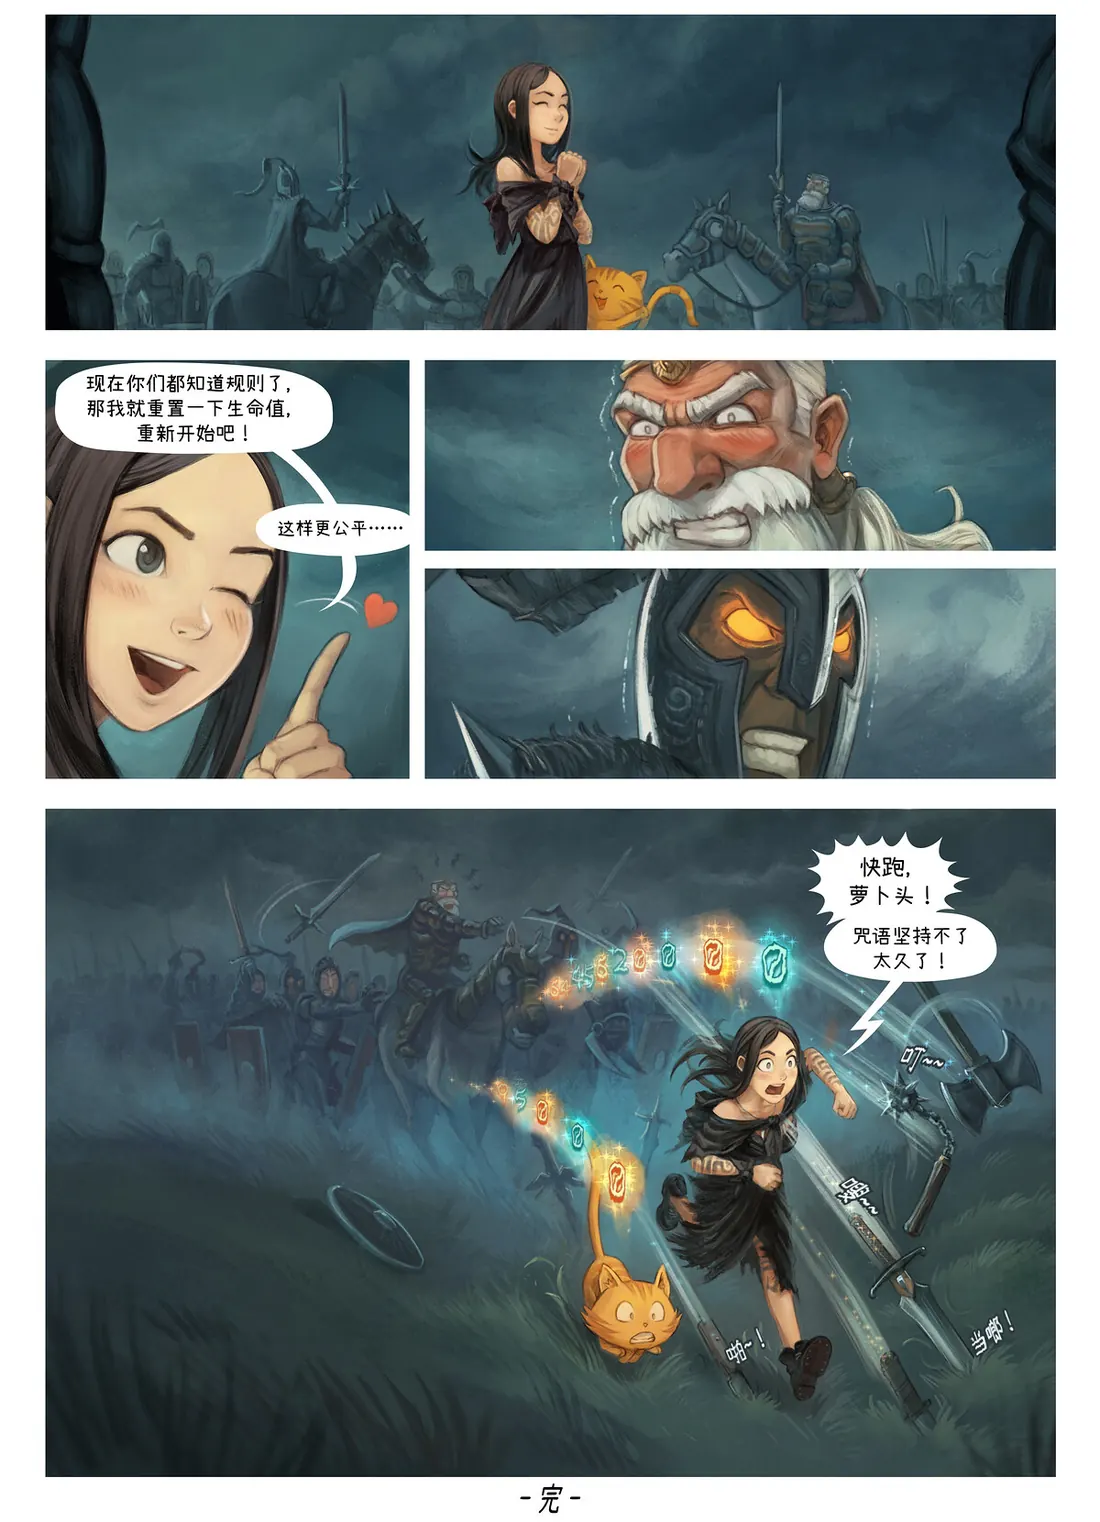 现在你们都知道规则了，
那我就重置一下生命值，
重新开始吧！
这样更公平……
快跑，
萝卜头！
咒语坚持不了
太久了！
叮~~
嗖~~
啪~！
当啷！
-完-